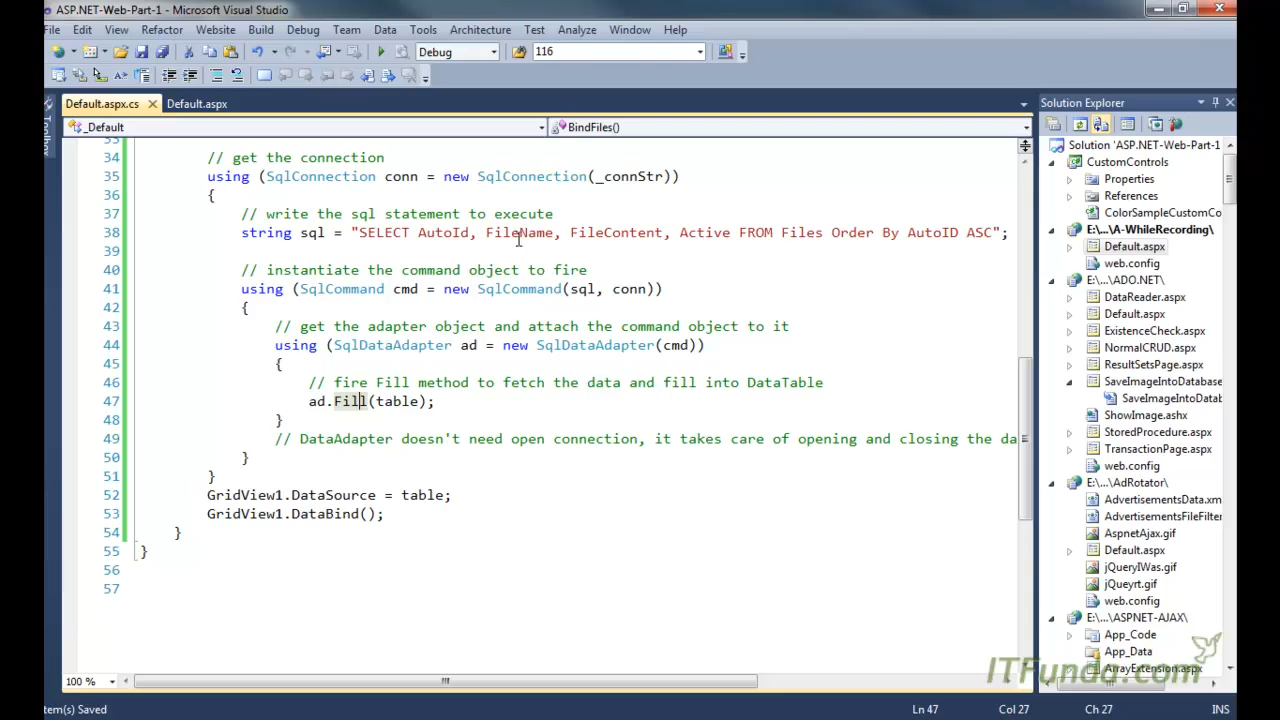 ASP.NET-Web-Part-1 - Microsoft Visual Studio
File Edit View Refactor Website Build Debug Team Data Tools Architecture Test Analyze Window Help
Debug 116
Default.aspx.cs Default.aspx
Solution Explorer
_Default BindFiles()
Toolbox
34 // get the connection
35 using (SqlConnection conn = new SqlConnection(_connStr))
36 {
37 // write the sql statement to execute
38 string sql = "SELECT AutoId, FileName, FileContent, Active FROM Files Order By AutoID ASC";
39
40 // instantiate the command object to fire
41 using (SqlCommand cmd = new SqlCommand(sql, conn))
42 {
43 // get the adapter object and attach the command object to it
44 using (SqlDataAdapter ad = new SqlDataAdapter(cmd))
45 {
46 // fire Fill method to fetch the data and fill into DataTable
47 ad.Fill(table);
48 }
49 // DataAdapter doesn't need open connection, it takes care of opening and closing the da
50 }
51 }
52 GridView1.DataSource = table;
53 GridView1.DataBind();
54 }
55 }
56
57
Solution 'ASP.NET-Web-Part-1
CustomControls
Properties
References
ColorSampleCustomCo
E:\...\A-WhileRecording\
Default.aspx
web.config
E:\...\ADO.NET\
DataReader.aspx
Default.aspx
ExistenceCheck.aspx
NormalCRUD.aspx
ResultSetsPage.aspx
SaveImageIntoDatabase
SaveImageIntoDatab
ShowImage.ashx
StoredProcedure.aspx
TransactionPage.aspx
web.config
E:\...\AdRotator\
AdvertisementsData.xm
AdvertisementsFileFilter
AspnetAjax.gif
Default.aspx
jQueryIWas.gif
jQueyrt.gif
web.config
E:\...\ASPNET-AJAX\
App_Code
App_Data
ArrayExtension.aspx
ITFunda.com
100 %
tem(s) Saved Ln 47 Col 27 Ch 27 INS